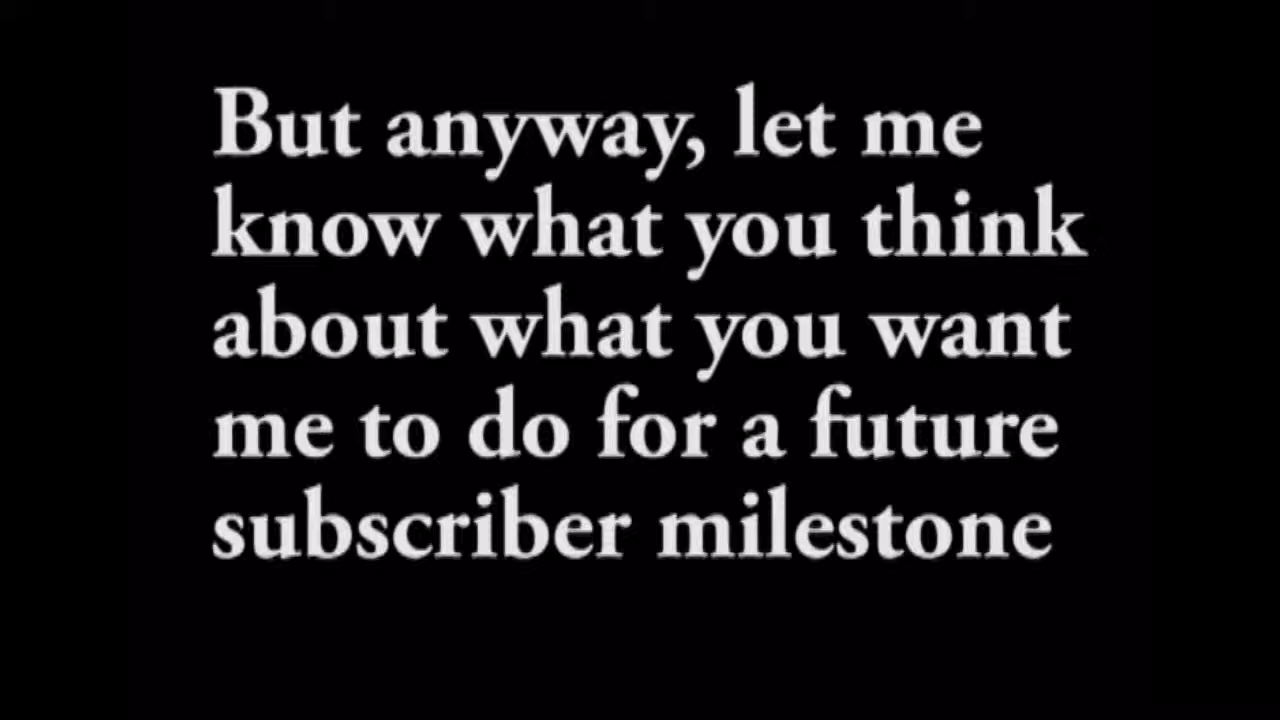 But anyway, let me
know what you think
about what you want
me to do for a future
subscriber milestone